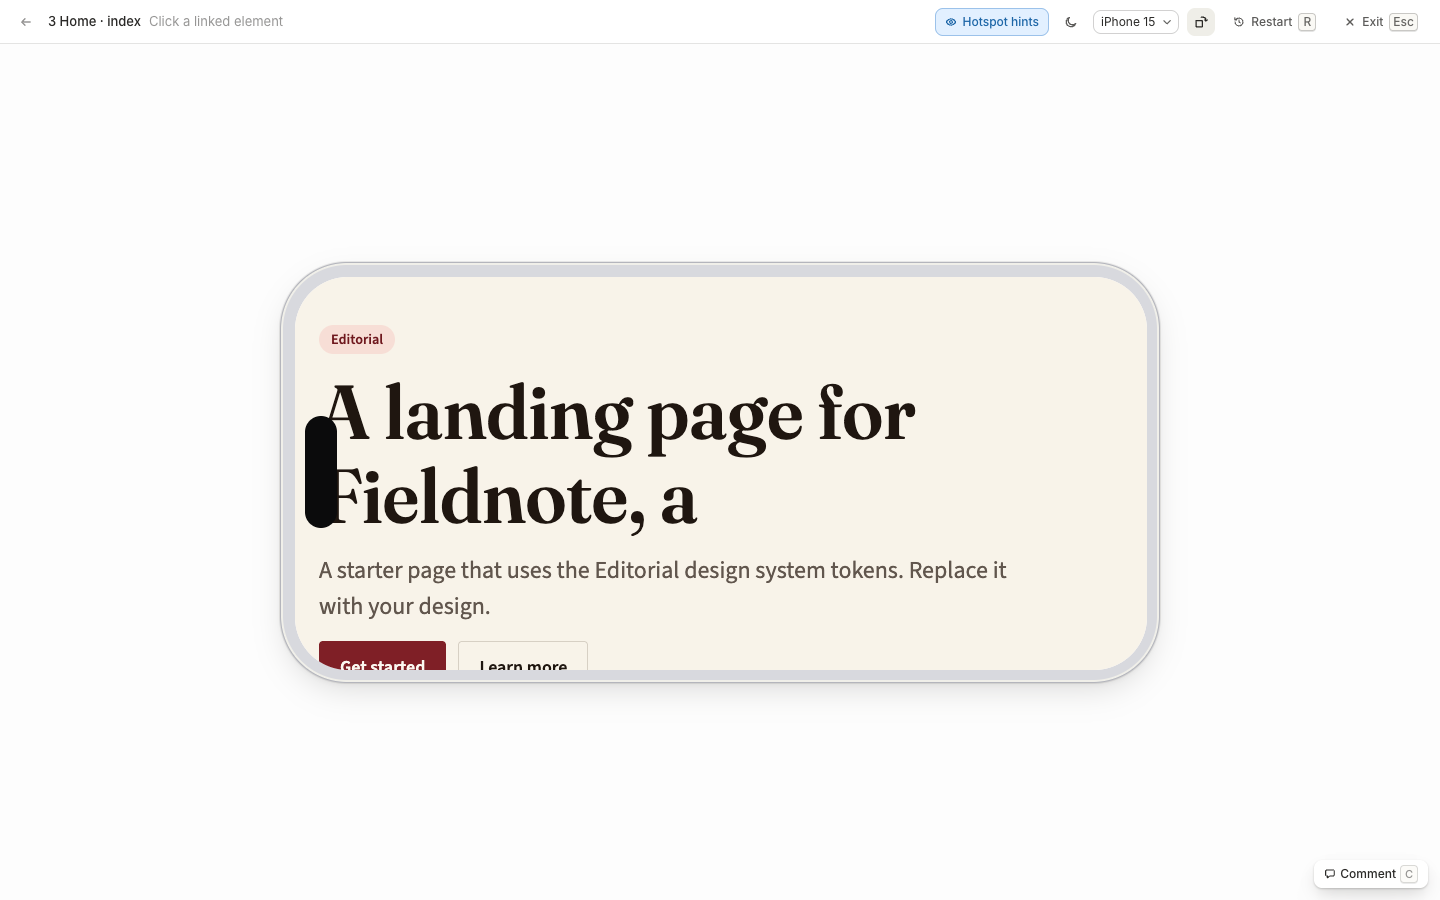 3 Home · index Click a linked element
Hotspot hints
iPhone 15
Restart R
Exit Esc
Editorial
A landing page for
Fieldnote, a
A starter page that uses the Editorial design system tokens. Replace it
with your design.
Get started
Learn more
Comment C